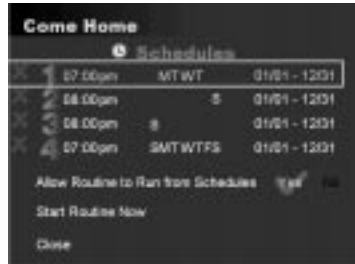 Come Home
Schedules
1 07:00pm MTWT 01/01 - 12/31
2 08:00pm S 01/01 - 12/31
3 08:00pm S 01/01 - 12/31
4 07:00pm SMTWTFS 01/01 - 12/31
Allow Routine to Run from Schedules Yes
Start Routine Now
Close